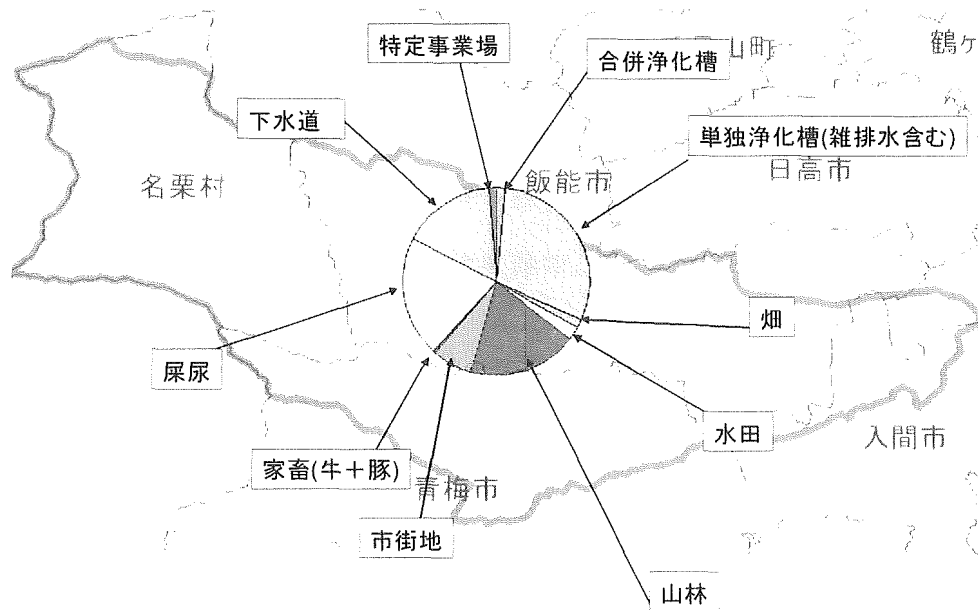 特定事業場
合併浄化槽
山町
鶴ヶ
下水道
単独浄化槽(雑排水含む)
名栗村
飯能市
日高市
畑
屎尿
水田
入間市
家畜(牛+豚)
青梅市
市街地
山林